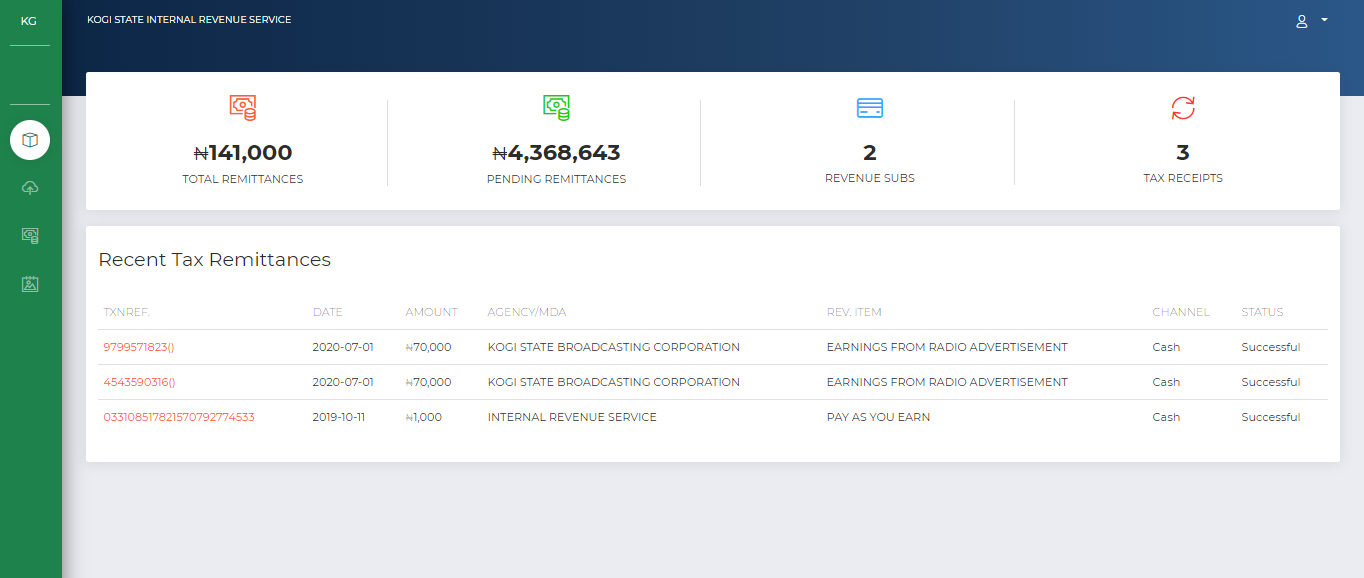 KG
KOGI STATE INTERNAL REVENUE SERVICE
₦141,000
TOTAL REMITTANCES
₦4,368,643
PENDING REMITTANCES
2
REVENUE SUBS
3
TAX RECEIPTS
Recent Tax Remittances
TXNREF. DATE AMOUNT AGENCY/MDA REV. ITEM CHANNEL STATUS
9799571823() 2020-07-01 ₦70,000 KOGI STATE BROADCASTING CORPORATION EARNINGS FROM RADIO ADVERTISEMENT Cash Successful
4543590316() 2020-07-01 ₦70,000 KOGI STATE BROADCASTING CORPORATION EARNINGS FROM RADIO ADVERTISEMENT Cash Successful
033108517821570792774533 2019-10-11 ₦1,000 INTERNAL REVENUE SERVICE PAY AS YOU EARN Cash Successful